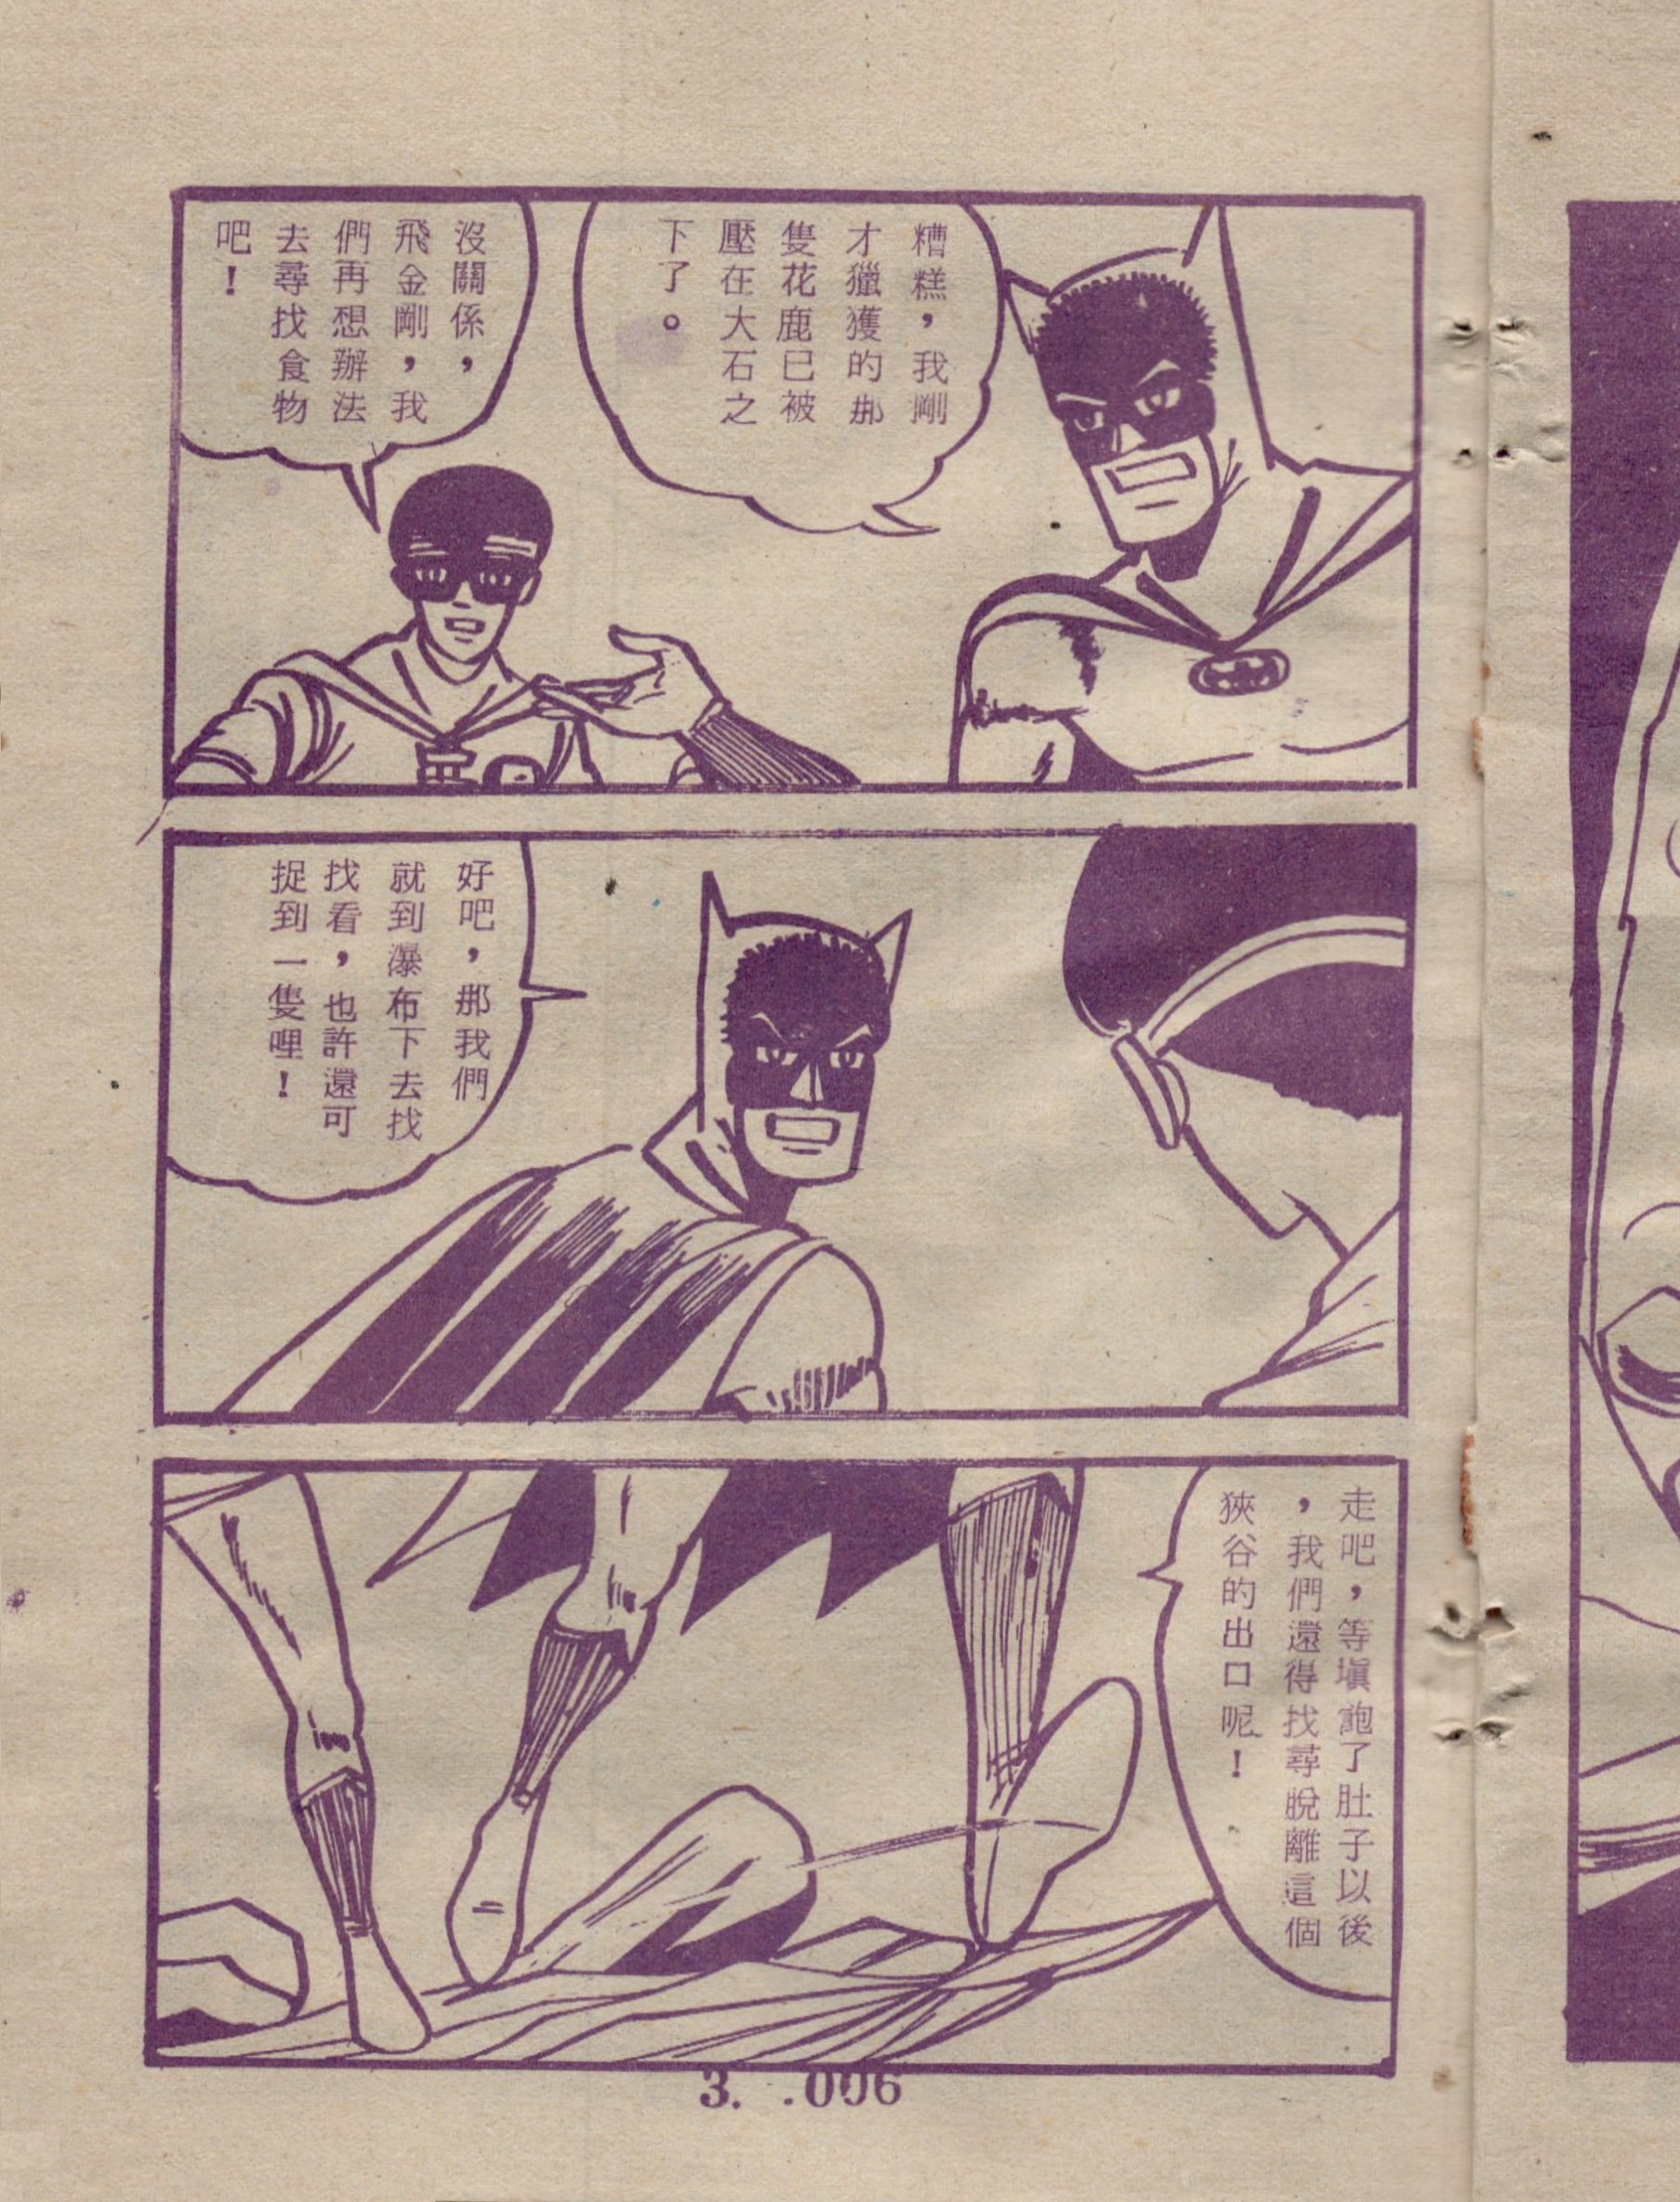 糟糕，我剛
才獵獲的那
隻花鹿已被
壓在大石之
下了。
沒關係，
飛金剛，我
們再想辦法
去尋找食物
吧！
好吧，那我們
就到瀑布下去找
找看，也許還可
捉到一隻哩！
走吧，等塡飽了肚子以後
，我們還得找尋脫離這個
狹谷的出口呢！
3. .006